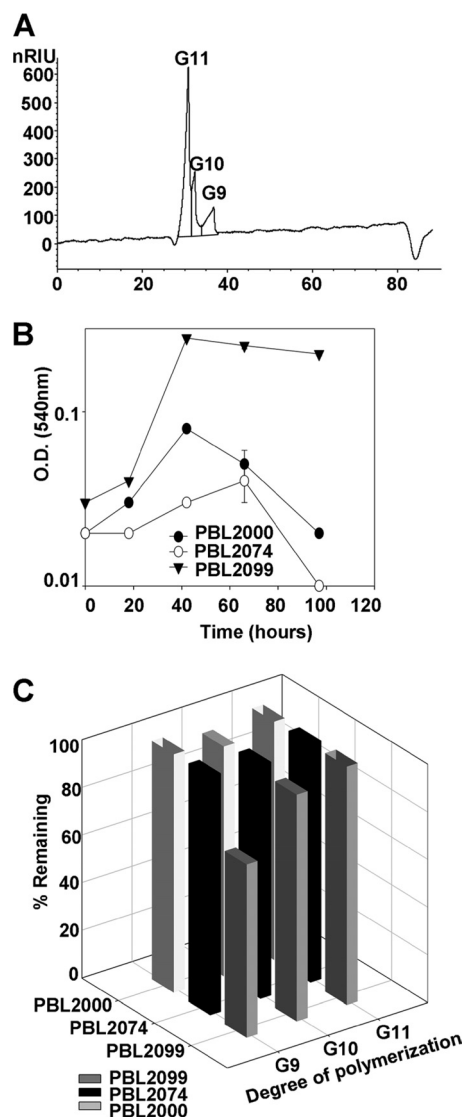 A
nRIU
G11
600
500
G10
400
300
G9
200
100
0
0 20 40 60 80
B
O.D. (540nm)
0.1
0.01
PBL2000
PBL2074
PBL2099
0 20 40 60 80 100 120
Time (hours)
C
% Remaining
100
80
60
40
20
0
PBL2000
PBL2074
PBL2099
G9
G10
G11
Degree of polymerization
PBL2099
PBL2074
PBL2000